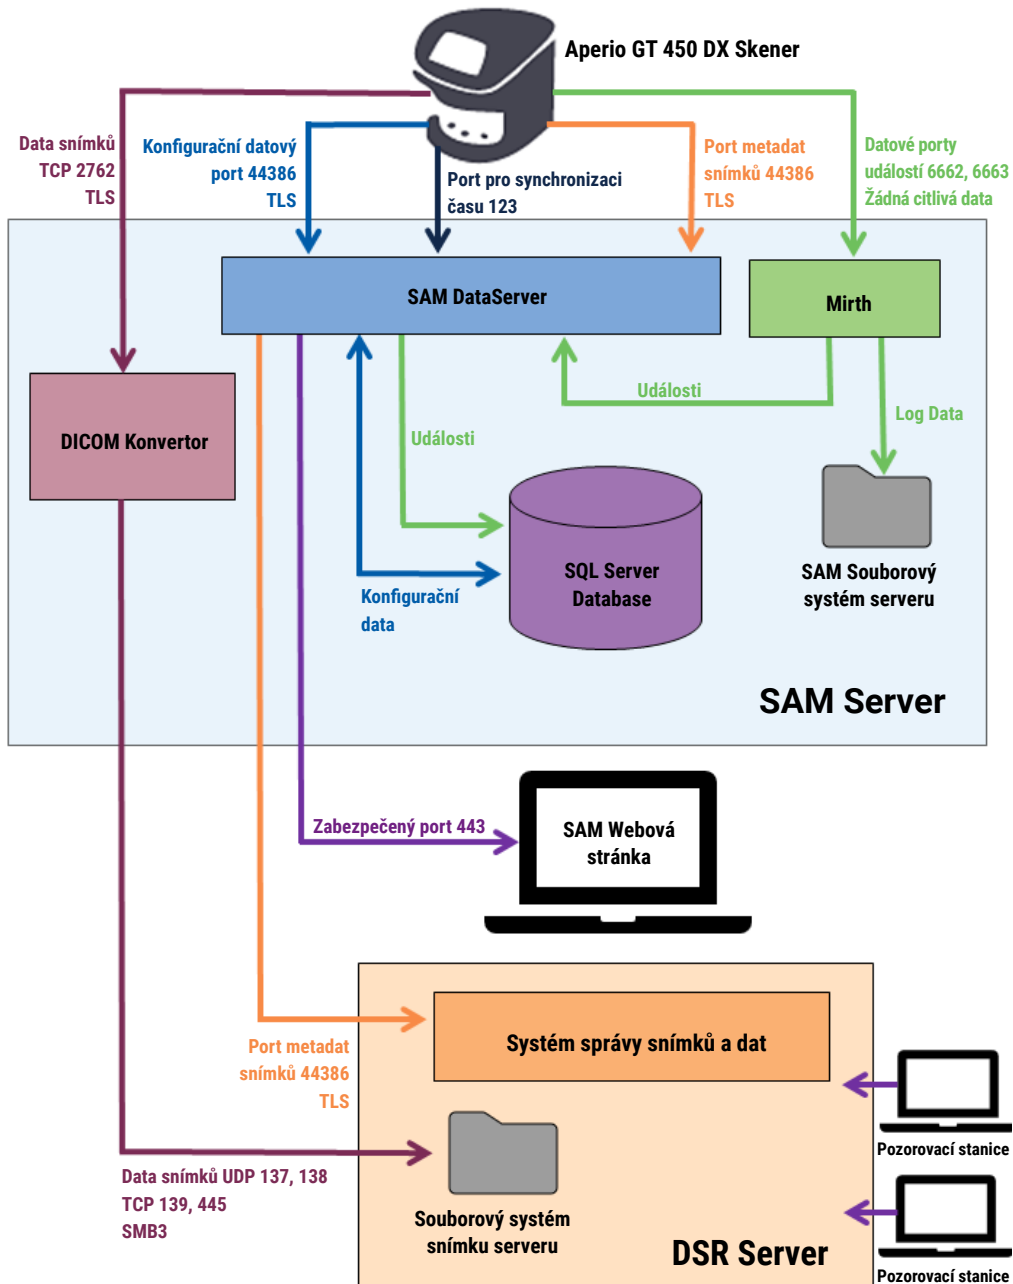 Aperio GT 450 DX Skener
Data snímků
TCP 2762
TLS
Konfigurační datový
port 44386
TLS
Port pro synchronizaci
času 123
Port metadat
snímků 44386
TLS
Datové porty
událostí 6662, 6663
Žádná citlivá data
SAM DataServer
Mirth
DICOM Konvertor
Události
Události
Log Data
SQL Server
Database
SAM Souborový
systém serveru
Konfigurační
data
SAM Server
Zabezpečený port 443
SAM Webová
stránka
Systém správy snímků a dat
Port metadat
snímků 44386
TLS
Pozorovací stanice
Data snímků UDP 137, 138
TCP 139, 445
SMB3
Souborový systém
snímku serveru
DSR Server
Pozorovací stanice